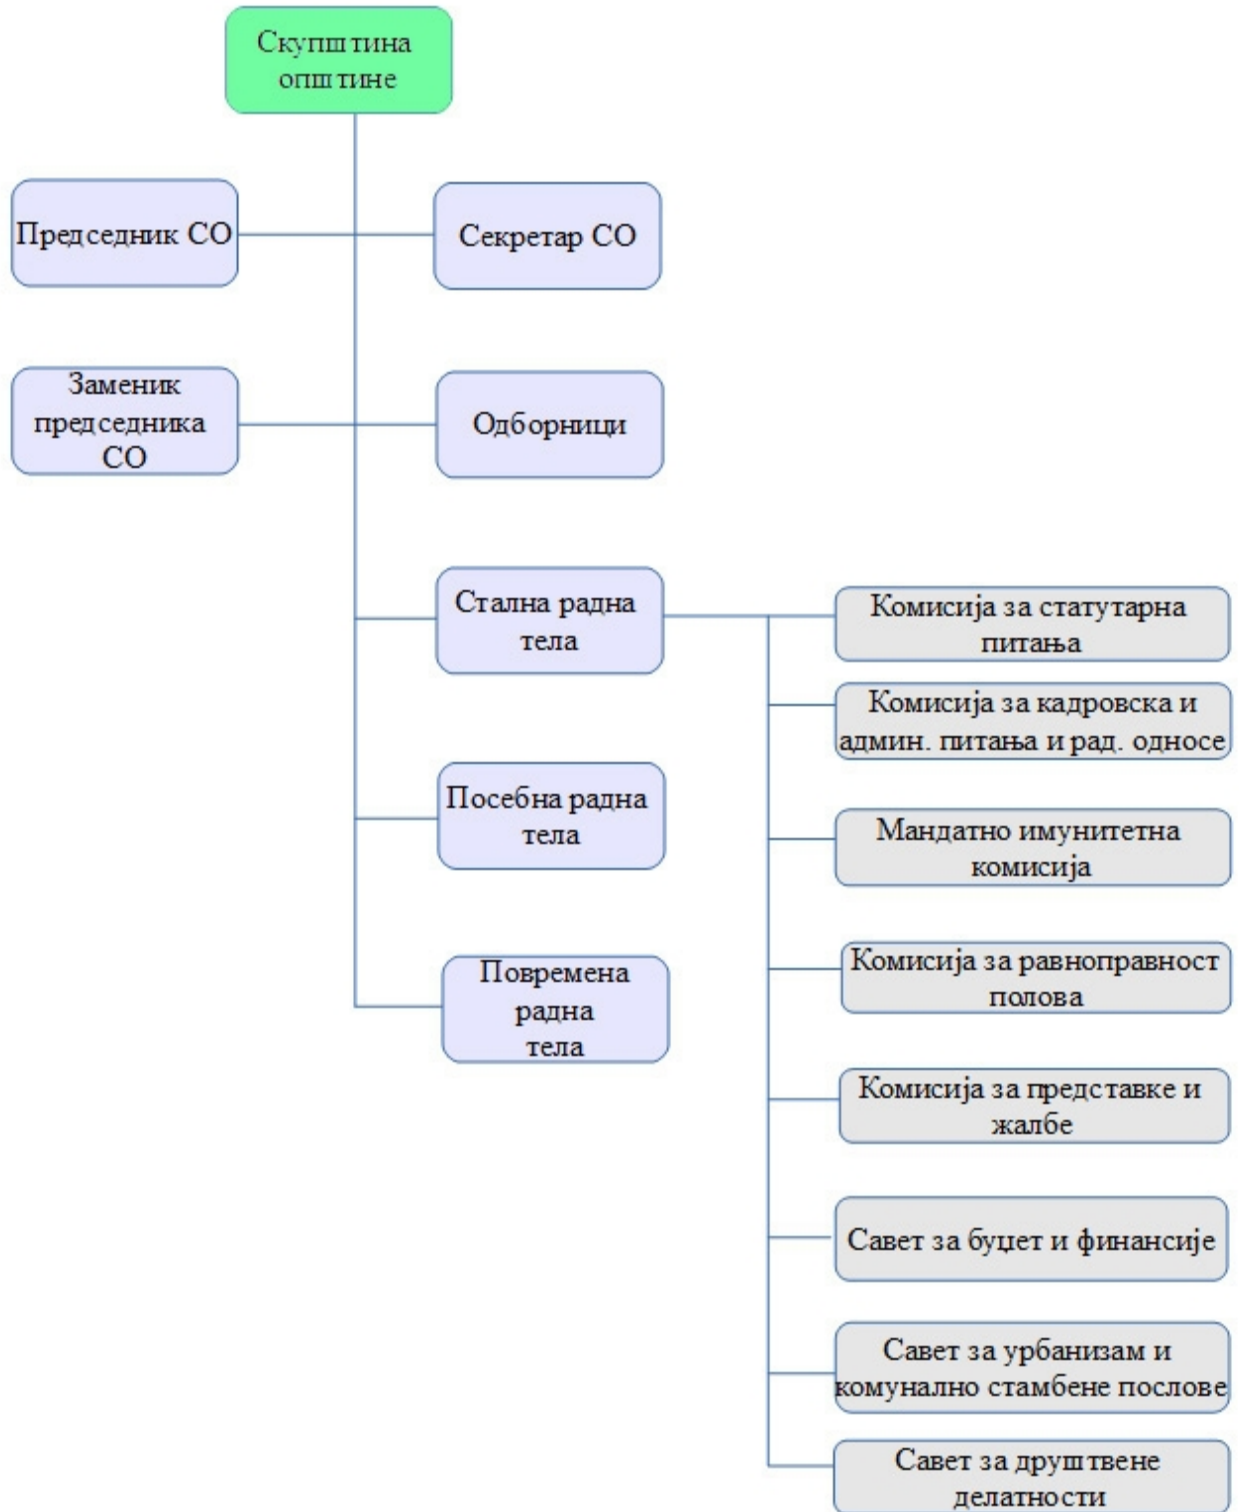 Скупштина
општине
Председник СО
Секретар СО
Заменик
председника
СО
Одборници
Стална радна
тела
Посебна радна
тела
Повремена
радна
тела
Комисија за статутарна
питања
Комисија за кадровска и
админ. питања и рад. односе
Мандатно имунитетна
комисија
Комисија за равноправност
полова
Комисија за представке и
жалбе
Савет за буџет и финансије
Савет за урбанизам и
комунално стамбене послове
Савет за друштвене
делатности